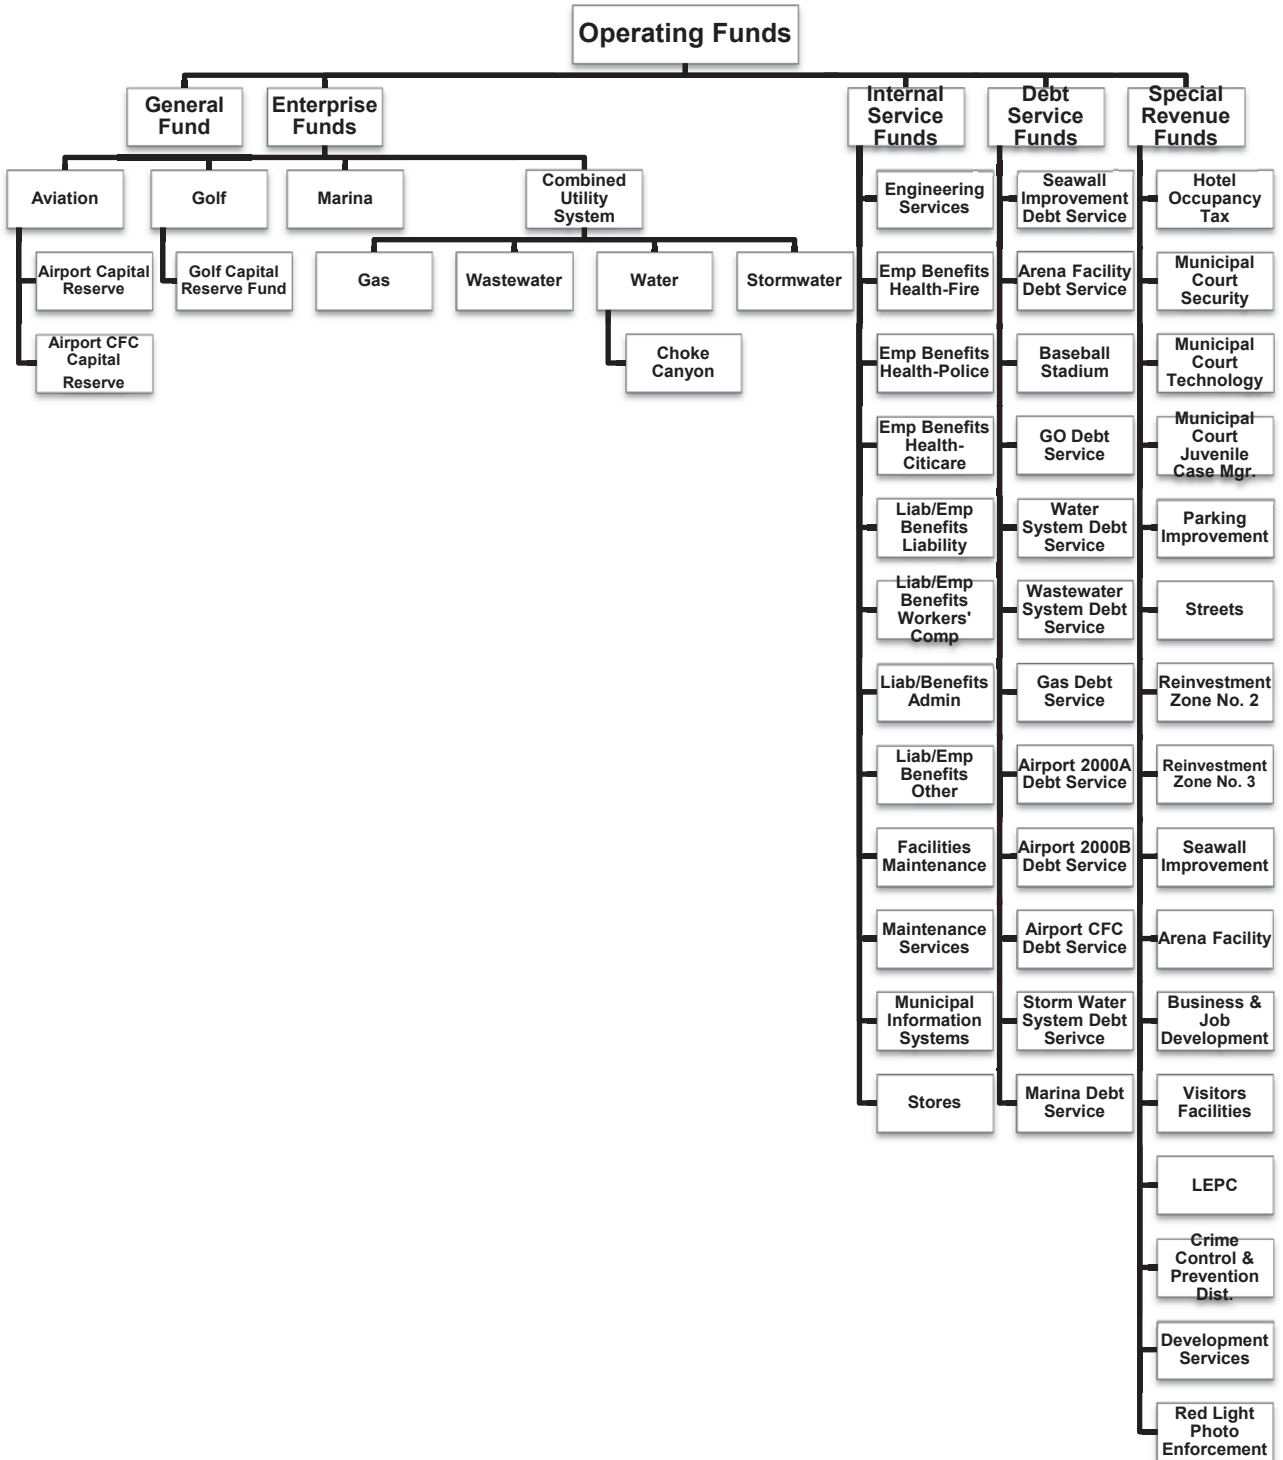 Operating Funds
General
Fund
Enterprise
Funds
Internal
Service
Funds
Debt
Service
Funds
Special
Revenue
Funds
Aviation
Golf
Marina
Combined
Utility
System
Airport Capital
Reserve
Golf Capital
Reserve Fund
Gas
Wastewater
Water
Stormwater
Airport CFC
Capital
Reserve
Choke
Canyon
Engineering
Services
Emp Benefits
Health-Fire
Emp Benefits
Health-Police
Emp Benefits
Health-
Citicare
Liab/Emp
Benefits
Liability
Liab/Emp
Benefits
Workers'
Comp
Liab/Benefits
Admin
Liab/Emp
Benefits
Other
Facilities
Maintenance
Maintenance
Services
Municipal
Information
Systems
Stores
Seawall
Improvement
Debt Service
Arena Facility
Debt Service
Baseball
Stadium
GO Debt
Service
Water
System Debt
Service
Wastewater
System Debt
Service
Gas Debt
Service
Airport 2000A
Debt Service
Airport 2000B
Debt Service
Airport CFC
Debt Service
Storm Water
System Debt
Serivce
Marina Debt
Service
Hotel
Occupancy
Tax
Municipal
Court
Security
Municipal
Court
Technology
Municipal
Court
Juvenile
Case Mgr.
Parking
Improvement
Streets
Reinvestment
Zone No. 2
Reinvestment
Zone No. 3
Seawall
Improvement
Arena Facility
Business &
Job
Development
Visitors
Facilities
LEPC
Crime
Control &
Prevention
Dist.
Development
Services
Red Light
Photo
Enforcement